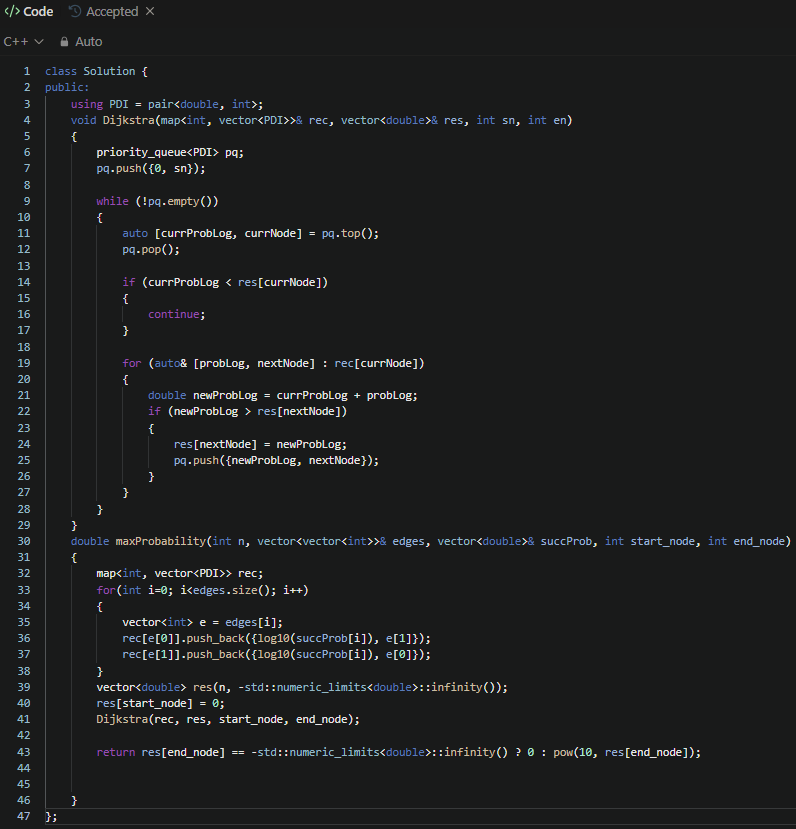 </> Code Accepted ×
C++ Auto
1 class Solution {
2 public:
3     using PDI = pair<double, int>;
4     void Dijkstra(map<int, vector<PDI>>& rec, vector<double>& res, int sn, int en)
5     {
6         priority_queue<PDI> pq;
7         pq.push({0, sn});
8
9         while (!pq.empty())
10         {
11             auto [currProbLog, currNode] = pq.top();
12             pq.pop();
13
14             if (currProbLog < res[currNode])
15             {
16                 continue;
17             }
18
19             for (auto& [probLog, nextNode] : rec[currNode])
20             {
21                 double newProbLog = currProbLog + probLog;
22                 if (newProbLog > res[nextNode])
23                 {
24                     res[nextNode] = newProbLog;
25                     pq.push({newProbLog, nextNode});
26                 }
27             }
28         }
29     }
30     double maxProbability(int n, vector<vector<int>>& edges, vector<double>& succProb, int start_node, int end_node)
31     {
32         map<int, vector<PDI>> rec;
33         for(int i=0; i<edges.size(); i++)
34         {
35             vector<int> e = edges[i];
36             rec[e[0]].push_back({log10(succProb[i]), e[1]});
37             rec[e[1]].push_back({log10(succProb[i]), e[0]});
38         }
39         vector<double> res(n, -std::numeric_limits<double>::infinity());
40         res[start_node] = 0;
41         Dijkstra(rec, res, start_node, end_node);
42
43         return res[end_node] == -std::numeric_limits<double>::infinity() ? 0 : pow(10, res[end_node]);
44
45
46     }
47 };